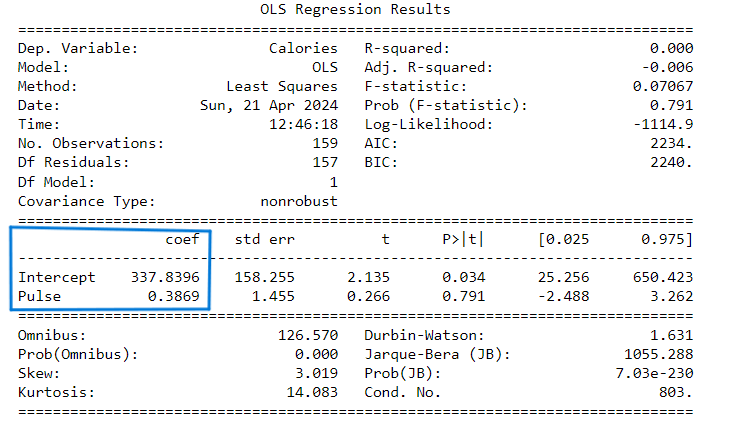 OLS Regression Results
==============================================================================
Dep. Variable: Calories R-squared: 0.000
Model: OLS Adj. R-squared: -0.006
Method: Least Squares F-statistic: 0.07067
Date: Sun, 21 Apr 2024 Prob (F-statistic): 0.791
Time: 12:46:18 Log-Likelihood: -1114.9
No. Observations: 159 AIC: 2234.
Df Residuals: 157 BIC: 2240.
Df Model: 1
Covariance Type: nonrobust
==============================================================================
coef std err t P>|t| [0.025 0.975]
------------------------------------------------------------------------------
Intercept 337.8396 158.255 2.135 0.034 25.256 650.423
Pulse 0.3869 1.455 0.266 0.791 -2.488 3.262
==============================================================================
Omnibus: 126.570 Durbin-Watson: 1.631
Prob(Omnibus): 0.000 Jarque-Bera (JB): 1055.288
Skew: 3.019 Prob(JB): 7.03e-230
Kurtosis: 14.083 Cond. No. 803.
==============================================================================